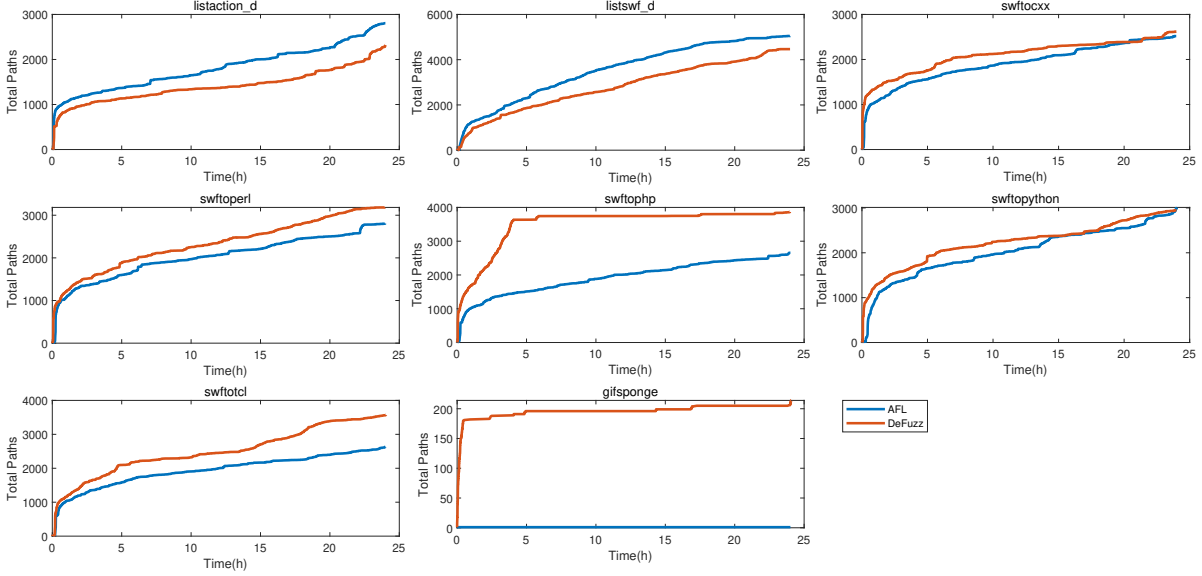 listaction_d
3000
2000
1000
0
Total Paths
0 5 10 15 20 25
Time(h)
listswf_d
6000
4000
2000
0
Total Paths
0 5 10 15 20 25
Time(h)
swftocxx
3000
2000
1000
0
Total Paths
0 5 10 15 20 25
Time(h)
swftoperl
3000
2000
1000
0
Total Paths
0 5 10 15 20 25
Time(h)
swftophp
4000
3000
2000
1000
0
Total Paths
0 5 10 15 20 25
Time(h)
swftopython
3000
2000
1000
0
Total Paths
0 5 10 15 20 25
Time(h)
swftotcl
4000
3000
2000
1000
0
Total Paths
0 5 10 15 20 25
Time(h)
gifsponge
200
150
100
50
0
Total Paths
0 5 10 15 20 25
Time(h)
AFL
DeFuzz